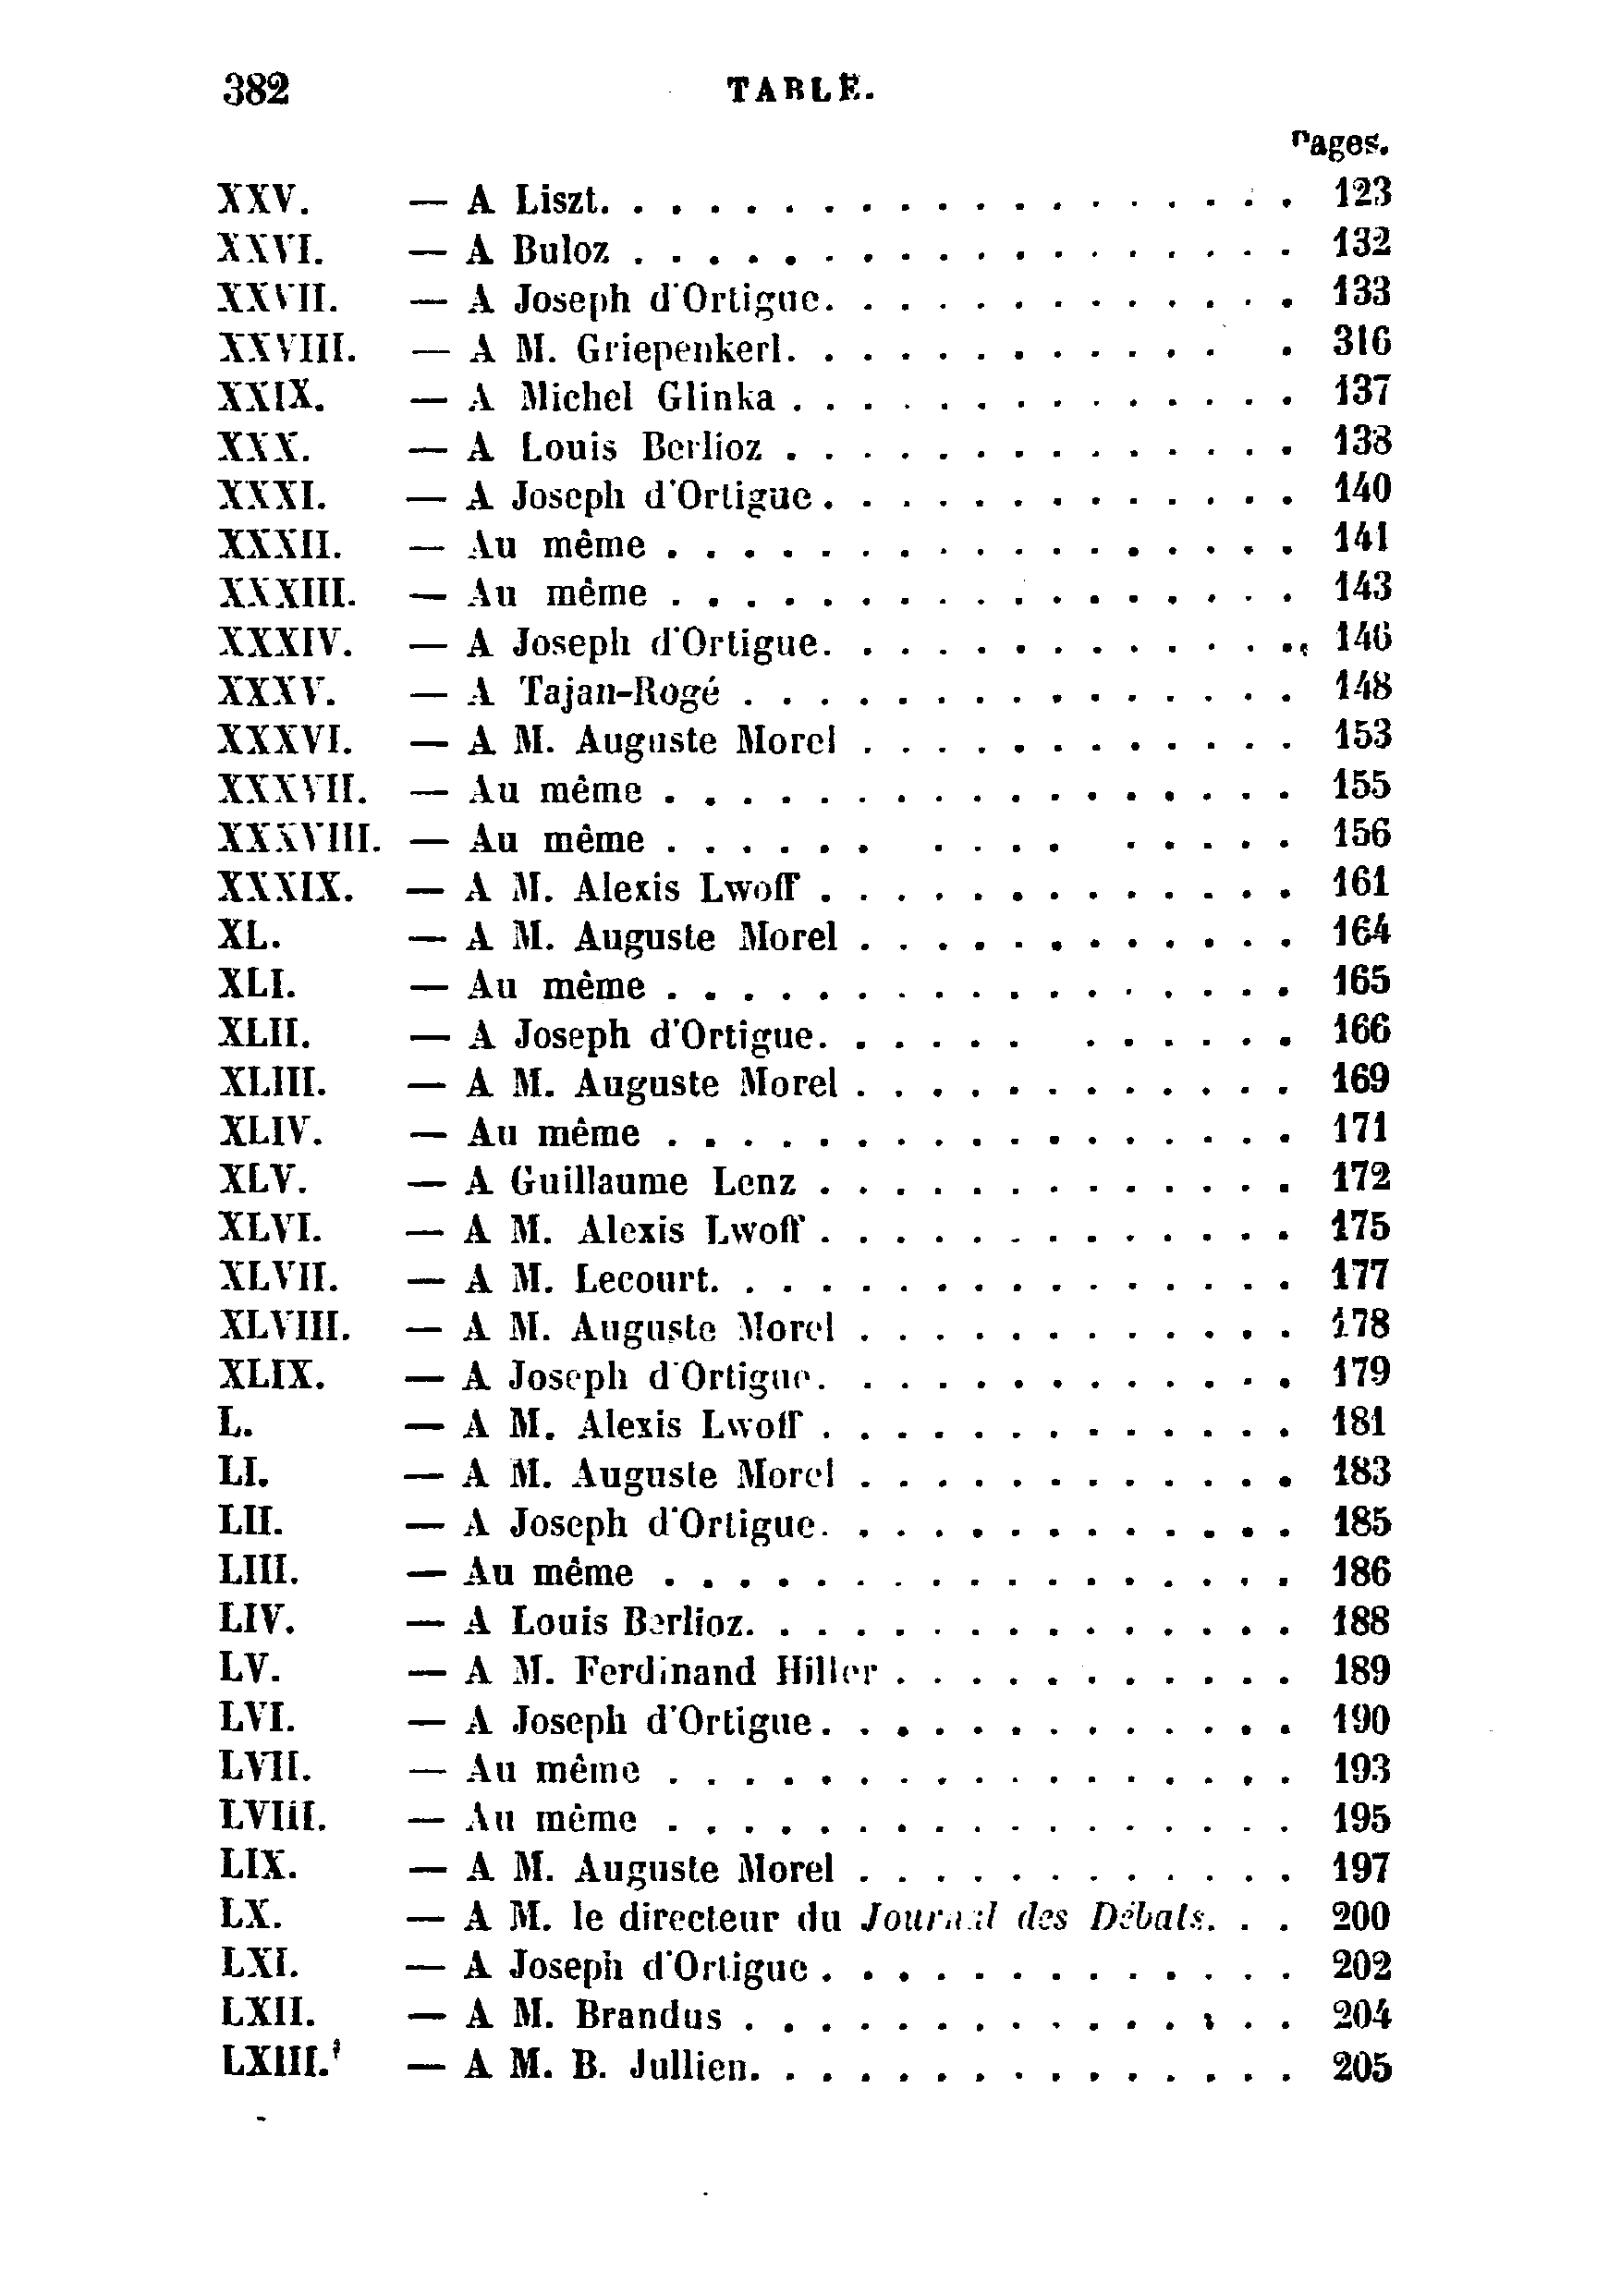 382 TABLE.
Pages.
XXV. — A Liszt. . . . . . . . . . . . . . . . . . . 123
XXVI. — A Buloz . . . . . . . . . . . . . . . . . . 132
XXVII. — A Joseph d'Ortigue. . . . . . . . . . . . . 133
XXVIII. — A M. Griepenkerl. . . . . . . . . . . . . 316
XXIX. — A Michel Glinka . . . . . . . . . . . . . . 137
XXX. — A Louis Berlioz . . . . . . . . . . . . . . 138
XXXI. — A Joseph d'Ortigue . . . . . . . . . . . . . 140
XXXII. — Au même . . . . . . . . . . . . . . . . . 141
XXXIII. — Au même . . . . . . . . . . . . . . . . . 143
XXXIV. — A Joseph d'Ortigue. . . . . . . . . . . . . 146
XXXV. — A Tajan-Rogé . . . . . . . . . . . . . . . 148
XXXVI. — A M. Auguste Morel . . . . . . . . . . . . 153
XXXVII. — Au même . . . . . . . . . . . . . . . . . 155
XXXVIII. — Au même . . . . . . . . . . . . . . . 156
XXXIX. — A M. Alexis Lwoff . . . . . . . . . . . . . 161
XL. — A M. Auguste Morel . . . . . . . . . . . . 164
XLI. — Au même . . . . . . . . . . . . . . . . . 165
XLII. — A Joseph d'Ortigue. . . . . . . . . . . . 166
XLIII. — A M. Auguste Morel . . . . . . . . . . . . 169
XLIV. — Au même . . . . . . . . . . . . . . . . . 171
XLV. — A Guillaume Lenz . . . . . . . . . . . . . 172
XLVI. — A M. Alexis Lwoff . . . . . . . . . . . . . 175
XLVII. — A M. Lecourt. . . . . . . . . . . . . . . . 177
XLVIII. — A M. Auguste Morel . . . . . . . . . . . . 178
XLIX. — A Joseph d'Ortigue. . . . . . . . . . . . . 179
L. — A M. Alexis Lwoff . . . . . . . . . . . . . 181
LI. — A M. Auguste Morel . . . . . . . . . . . . 183
LII. — A Joseph d'Ortigue. . . . . . . . . . . . . 185
LIII. — Au même . . . . . . . . . . . . . . . . . 186
LIV. — A Louis Berlioz. . . . . . . . . . . . . . . 188
LV. — A M. Ferdinand Hiller . . . . . . . . . . . 189
LVI. — A Joseph d'Ortigue. . . . . . . . . . . . . 190
LVII. — Au même . . . . . . . . . . . . . . . . . 193
LVIII. — Au même . . . . . . . . . . . . . . . . . 195
LIX. — A M. Auguste Morel . . . . . . . . . . . . 197
LX. — A M. le directeur du Journal des Débats. . . 200
LXI. — A Joseph d'Ortigue . . . . . . . . . . . . . 202
LXII. — A M. Brandus . . . . . . . . . . . . . . . 204
LXIII. — A M. B. Jullien. . . . . . . . . . . . . . . 205